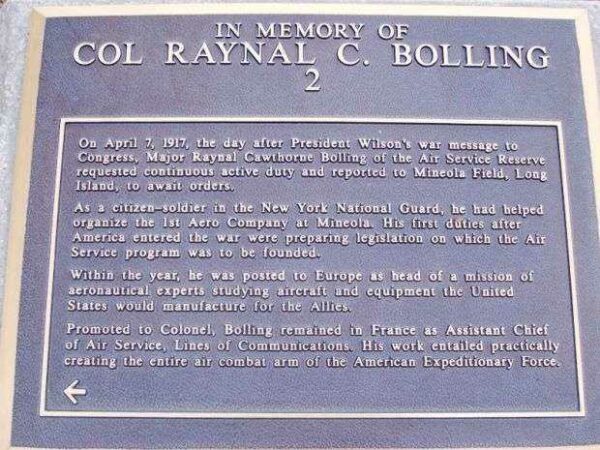 IN MEMORY OF
COL RAYNAL C. BOLLING
2
On April 7, 1917, the day after President Wilson's war message to
Congress, Major Raynal Cawthorne Bolling of the Air Service Reserve
requested continuous active duty and reported to Mineola Field, Long
Island, to await orders.
As a citizen-soldier in the New York National Guard, he had helped
organize the 1st Aero Company at Mineola. His first duties after
America entered the war were preparing legislation on which the Air
Service program was to be founded.
Within the year, he was posted to Europe as head of a mission of
aeronautical experts studying aircraft and equipment the United
States would manufacture for the Allies.
Promoted to Colonel, Bolling remained in France as Assistant Chief
of Air Service, Lines of Communications. His work entailed practically
creating the entire air combat arm of the American Expeditionary Force.